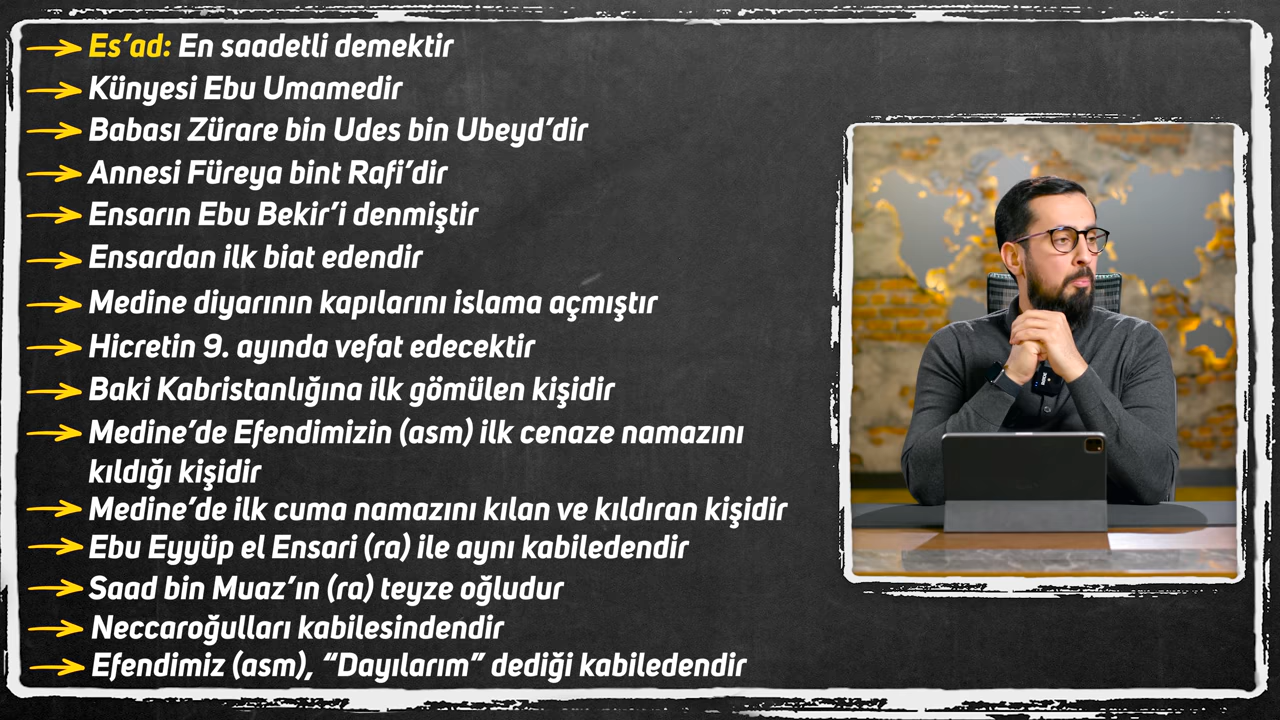 Es'ad: En saadetli demektir
Künyesi Ebu Umamedir
Babası Zürare bin Udes bin Ubeyd'dir
Annesi Füreya bint Rafi'dir
Ensarın Ebu Bekir'i denmiştir
Ensardan ilk biat edendir
Medine diyarının kapılarını islama açmıştır
Hicretin 9. ayında vefat edecektir
Baki Kabristanlığına ilk gömülen kişidir
Medine'de Efendimizin (asm) ilk cenaze namazını
kıldığı kişidir
Medine'de ilk cuma namazını kılan ve kıldıran kişidir
Ebu Eyyüp el Ensari (ra) ile aynı kabiledendir
Saad bin Muaz'ın (ra) teyze oğludur
Neccaroğulları kabilesindendir
Efendimiz (asm), “Dayılarım” dediği kabiledendir